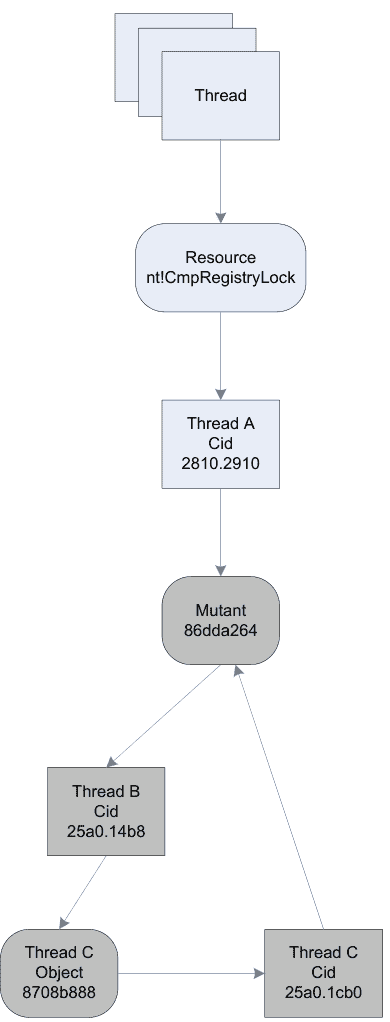 Thread
Resource
nt!CmpRegistryLock
Thread A
Cid
2810.2910
Mutant
86dda264
Thread B
Cid
25a0.14b8
Thread C
Object
8708b888
Thread C
Cid
25a0.1cb0